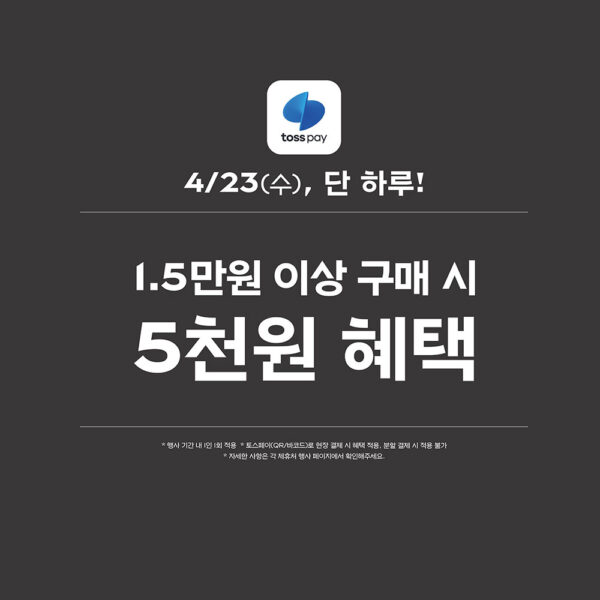 toss pay
4/23(수), 단 하루!
1.5만원 이상 구매 시
5천원 혜택
* 행사 기간 내 1인 1회 적용 * 토스페이(QR/바코드)로 현장 결제 시 혜택 적용, 분할 결제 시 적용 불가
* 자세한 사항은 각 제휴처 행사 페이지에서 확인해주세요.